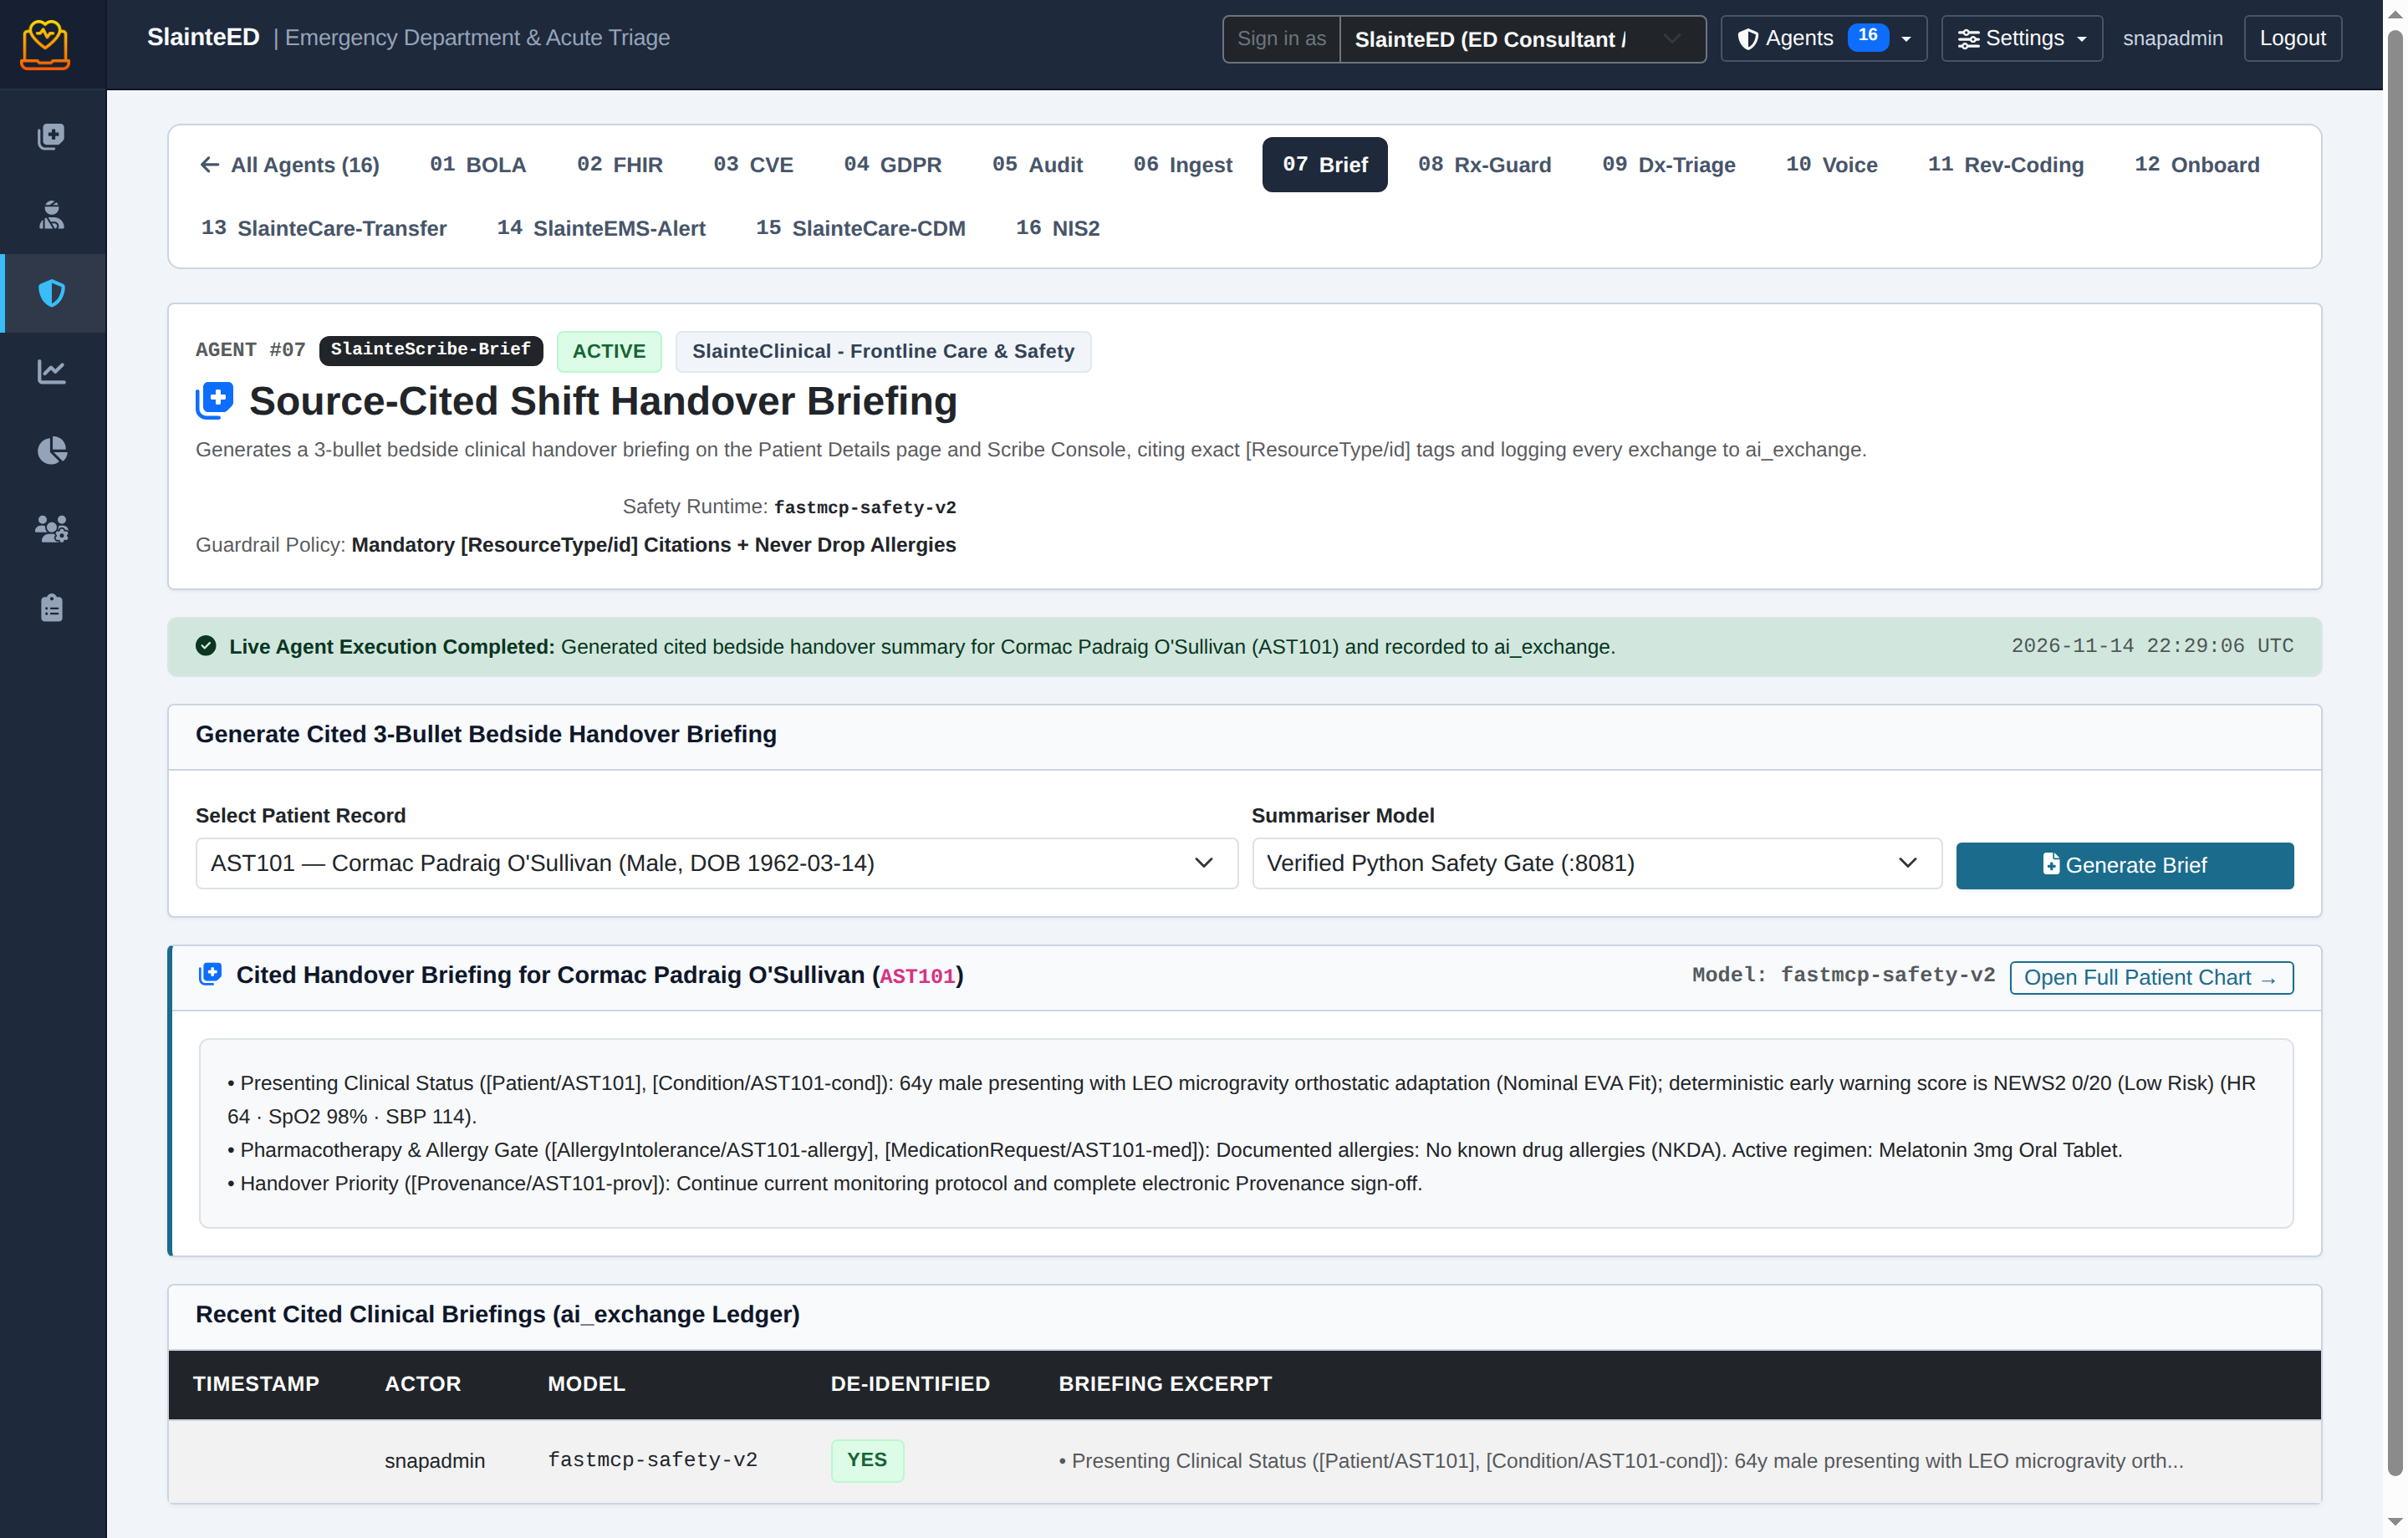 SlainteED | Emergency Department & Acute Triage
Sign in as SlainteED (ED Consultant / Agents 16 Settings snapadmin Logout
All Agents (16) 01 BOLA 02 FHIR 03 CVE 04 GDPR 05 Audit 06 Ingest 07 Brief 08 Rx-Guard 09 Dx-Triage 10 Voice 11 Rev-Coding 12 Onboard
13 SlainteCare-Transfer 14 SlainteEMS-Alert 15 SlainteCare-CDM 16 NIS2
AGENT #07 SlainteScribe-Brief ACTIVE SlainteClinical - Frontline Care & Safety
Source-Cited Shift Handover Briefing
Generates a 3-bullet bedside clinical handover briefing on the Patient Details page and Scribe Console, citing exact [ResourceType/id] tags and logging every exchange to ai_exchange.
Safety Runtime: fastmcp-safety-v2
Guardrail Policy: Mandatory [ResourceType/id] Citations + Never Drop Allergies
Live Agent Execution Completed: Generated cited bedside handover summary for Cormac Padraig O'Sullivan (AST101) and recorded to ai_exchange. 2026-11-14 22:29:06 UTC
Generate Cited 3-Bullet Bedside Handover Briefing
Select Patient Record Summariser Model
AST101 — Cormac Padraig O'Sullivan (Male, DOB 1962-03-14) Verified Python Safety Gate (:8081) Generate Brief
Cited Handover Briefing for Cormac Padraig O'Sullivan (AST101) Model: fastmcp-safety-v2 Open Full Patient Chart →
• Presenting Clinical Status ([Patient/AST101], [Condition/AST101-cond]): 64y male presenting with LEO microgravity orthostatic adaptation (Nominal EVA Fit); deterministic early warning score is NEWS2 0/20 (Low Risk) (HR
64 · SpO2 98% · SBP 114).
• Pharmacotherapy & Allergy Gate ([AllergyIntolerance/AST101-allergy], [MedicationRequest/AST101-med]): Documented allergies: No known drug allergies (NKDA). Active regimen: Melatonin 3mg Oral Tablet.
• Handover Priority ([Provenance/AST101-prov]): Continue current monitoring protocol and complete electronic Provenance sign-off.
Recent Cited Clinical Briefings (ai_exchange Ledger)
TIMESTAMP ACTOR MODEL DE-IDENTIFIED BRIEFING EXCERPT
snapadmin fastmcp-safety-v2 YES • Presenting Clinical Status ([Patient/AST101], [Condition/AST101-cond]): 64y male presenting with LEO microgravity orth...